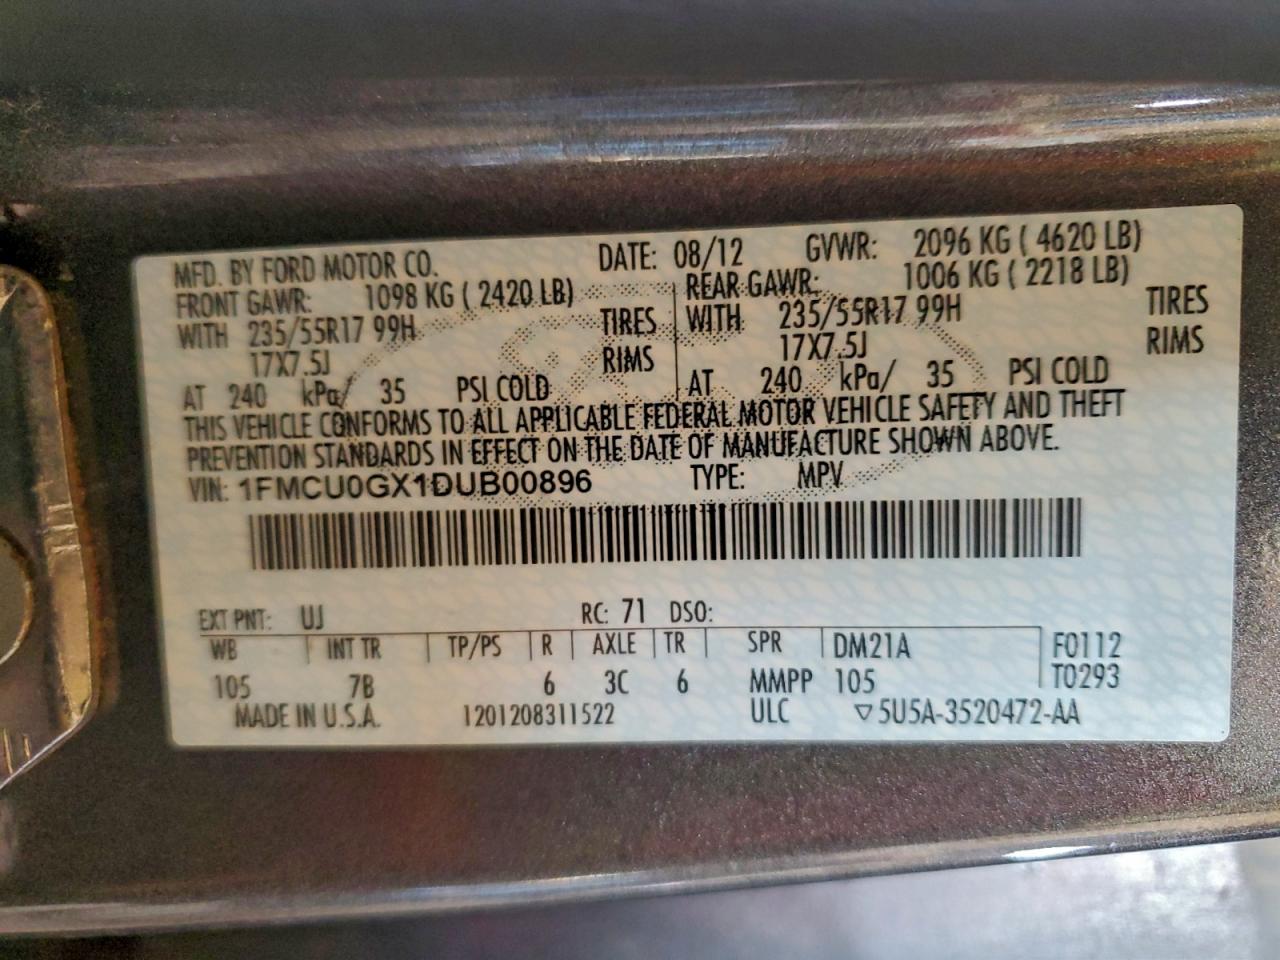 MFD. BY FORD MOTOR CO. DATE: 08/12 GVWR: 2096 KG ( 4620 LB)
FRONT GAWR: 1098 KG ( 2420 LB) REAR GAWR: 1006 KG ( 2218 LB)
WITH 235/55R17 99H TIRES WITH 235/55R17 99H TIRES
17X7.5J RIMS 17X7.5J RIMS
AT 240 kPa/ 35 PSI COLD AT 240 kPa/ 35 PSI COLD
THIS VEHICLE CONFORMS TO ALL APPLICABLE FEDERAL MOTOR VEHICLE SAFETY AND THEFT
PREVENTION STANDARDS IN EFFECT ON THE DATE OF MANUFACTURE SHOWN ABOVE.
VIN: 1FMCU0GX1DUB00896 TYPE: MPV
EXT PNT: UJ RC: 71 DSO:
WB INT TR TP/PS R AXLE TR SPR DM21A F0112
105 7B 6 3C 6 MMPP 105 T0293
MADE IN U.S.A. 1201208311522 ULC ▽5U5A-3520472-AA